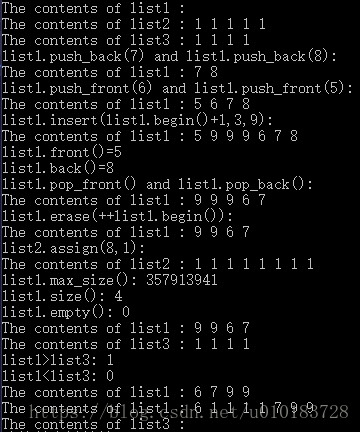 The contents of list1 :
The contents of list2 : 1 1 1 1 1
The contents of list3 : 1 1 1 1
list1.push_back(7) and list1.push_back(8):
The contents of list1 : 7 8
list1.push_front(6) and list1.push_front(5):
The contents of list1 : 5 6 7 8
list1.insert(list1.begin()+1,3,9):
The contents of list1 : 5 9 9 9 6 7 8
list1.front()=5
list1.back()=8
list1.pop_front() and list1.pop_back():
The contents of list1 : 9 9 9 6 7
list1.erase(++list1.begin()):
The contents of list1 : 9 9 6 7
list2.assign(8,1):
The contents of list2 : 1 1 1 1 1 1 1 1
list1.max_size(): 357913941
list1.size(): 4
list1.empty(): 0
The contents of list1 : 9 9 6 7
The contents of list3 : 1 1 1 1
list1>list3: 1
list1<list3: 0
The contents of list1 : 6 7 9 9
The contents of list1 : 6 1 1 1 1 7 9 9
The contents of list3 :
https://blog.csdn.net/u010183728